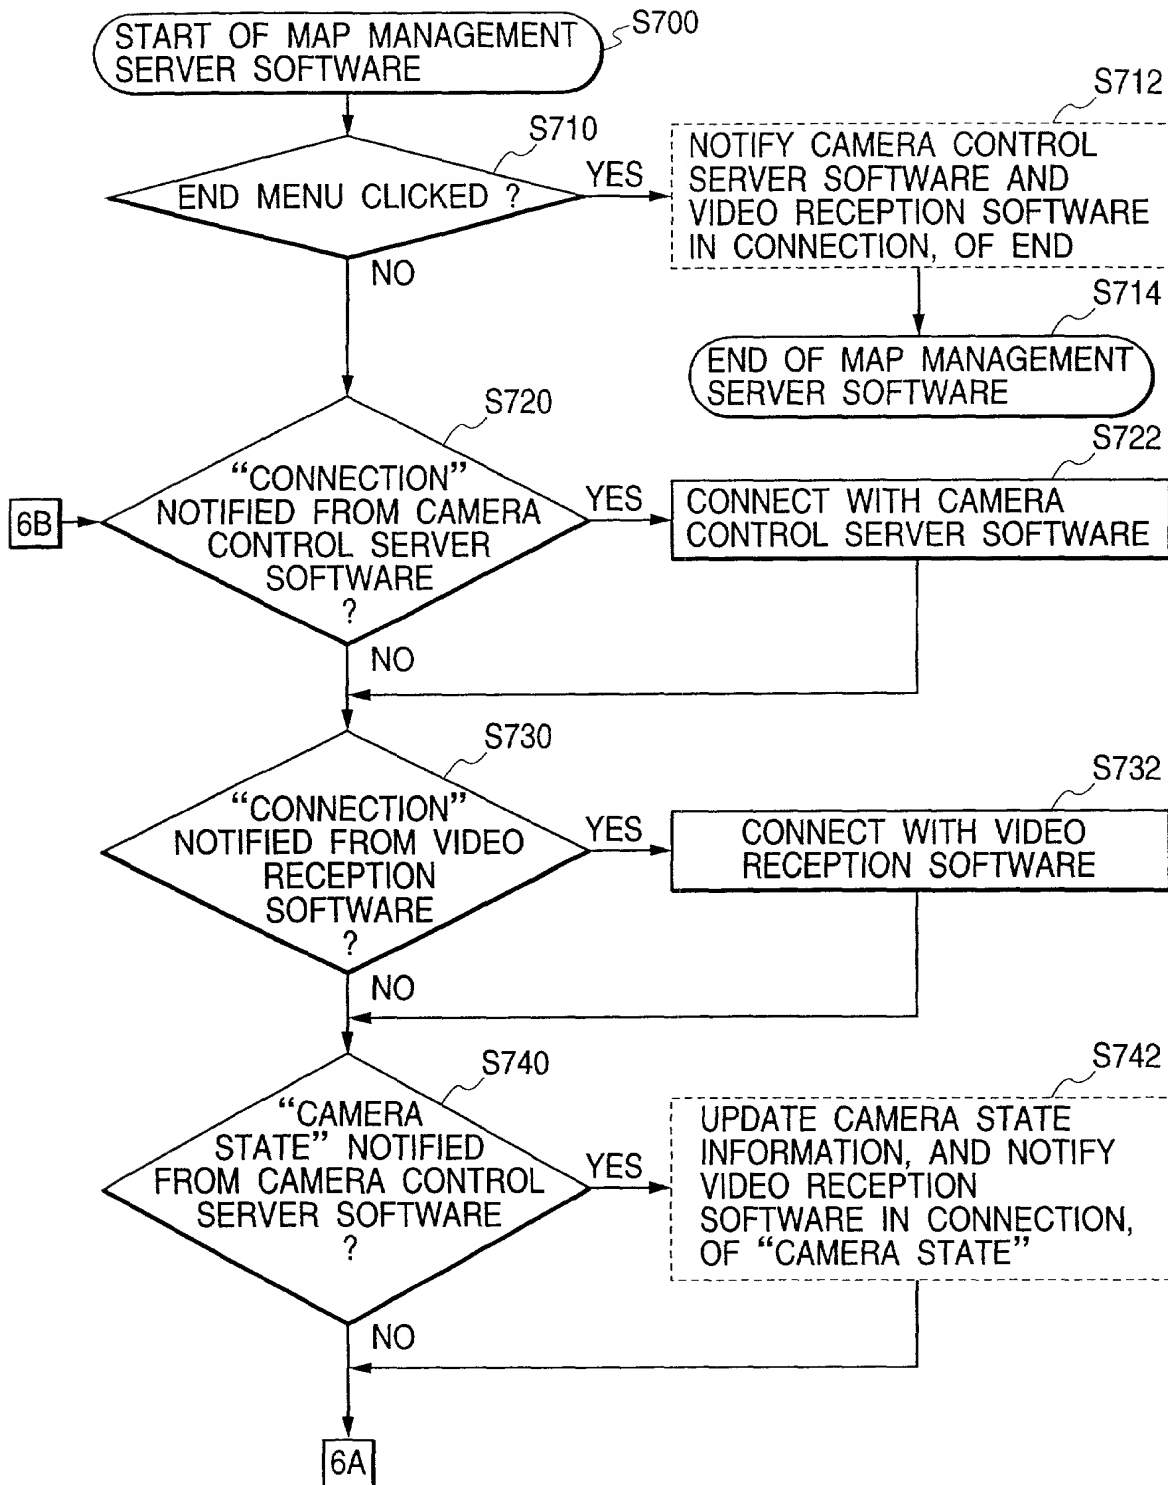 START OF MAP MANAGEMENT
SERVER SOFTWARE
S700
S710
END MENU CLICKED ?
YES
NO
S712
NOTIFY CAMERA CONTROL
SERVER SOFTWARE AND
VIDEO RECEPTION SOFTWARE
IN CONNECTION, OF END
S714
END OF MAP MANAGEMENT
SERVER SOFTWARE
S720
6B
“CONNECTION”
NOTIFIED FROM CAMERA
CONTROL SERVER
SOFTWARE
?
YES
NO
S722
CONNECT WITH CAMERA
CONTROL SERVER SOFTWARE
S730
“CONNECTION”
NOTIFIED FROM VIDEO
RECEPTION
SOFTWARE
?
YES
NO
S732
CONNECT WITH VIDEO
RECEPTION SOFTWARE
S740
“CAMERA
STATE” NOTIFIED
FROM CAMERA CONTROL
SERVER SOFTWARE
?
YES
NO
S742
UPDATE CAMERA STATE
INFORMATION, AND NOTIFY
VIDEO RECEPTION
SOFTWARE IN CONNECTION,
OF “CAMERA STATE”
6A